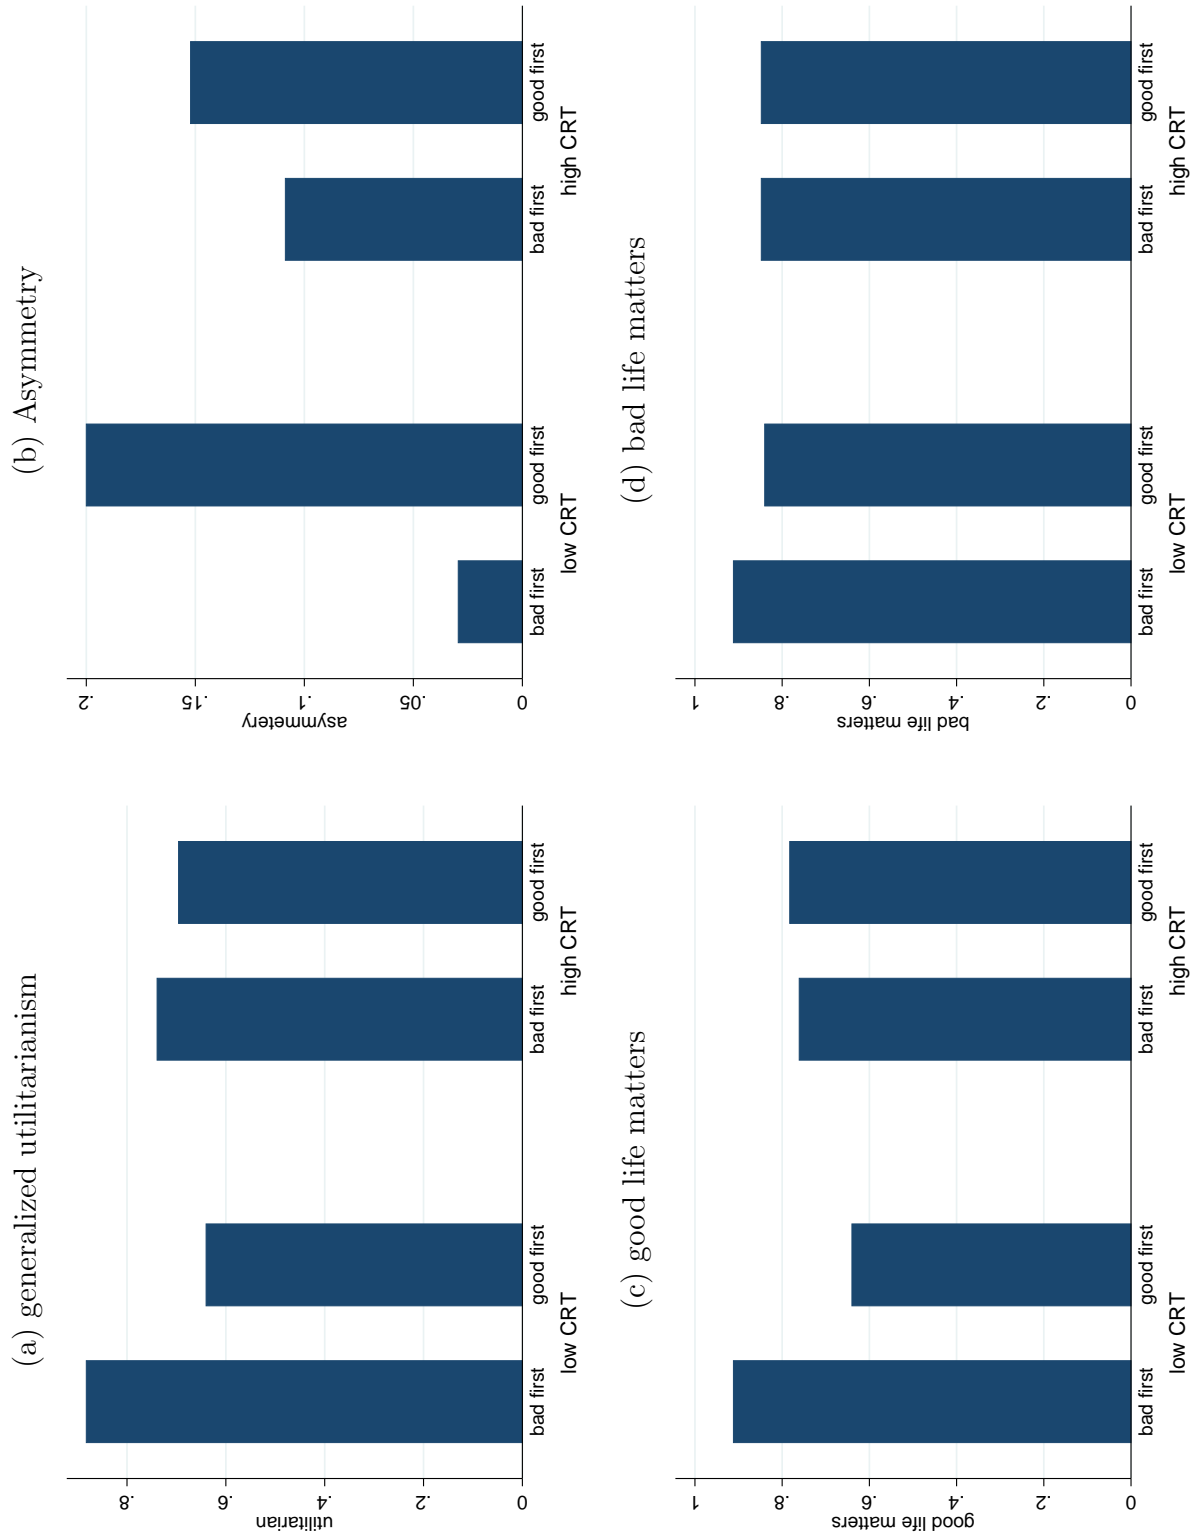 (a) generalized utilitarianism
utilitarian
.8
.6
.4
.2
0
bad first
good first
bad first
good first
low CRT
high CRT
(b) Asymmetry
asymmetery
.2
.15
.1
.05
0
bad first
good first
bad first
good first
low CRT
high CRT
(c) good life matters
good life matters
1
.8
.6
.4
.2
0
bad first
good first
bad first
good first
low CRT
high CRT
(d) bad life matters
bad life matters
1
.8
.6
.4
.2
0
bad first
good first
bad first
good first
low CRT
high CRT